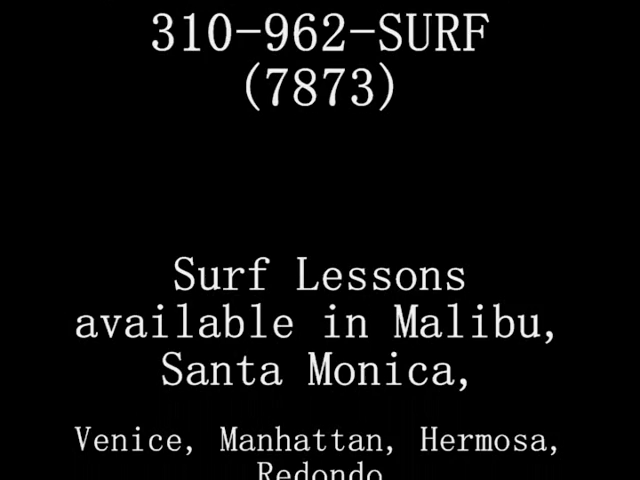 310-962-SURF
(7873)
Surf Lessons
available in Malibu,
Santa Monica,
Venice, Manhattan, Hermosa,
Redondo